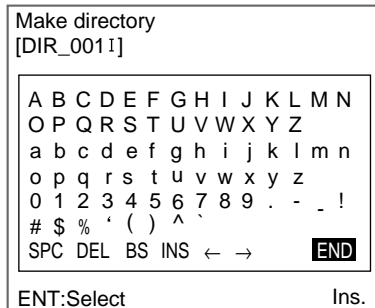 Make directory
[DIR_001I]
A B C D E F G H I J K L M N
O P Q R S T U V W X Y Z
a b c d e f g h i j k l m n
o p q r s t u v w x y z
0 1 2 3 4 5 6 7 8 9 . - _ !
# $ % ‘ ( ) ^ `
SPC DEL BS INS ← → END
ENT:Select Ins.